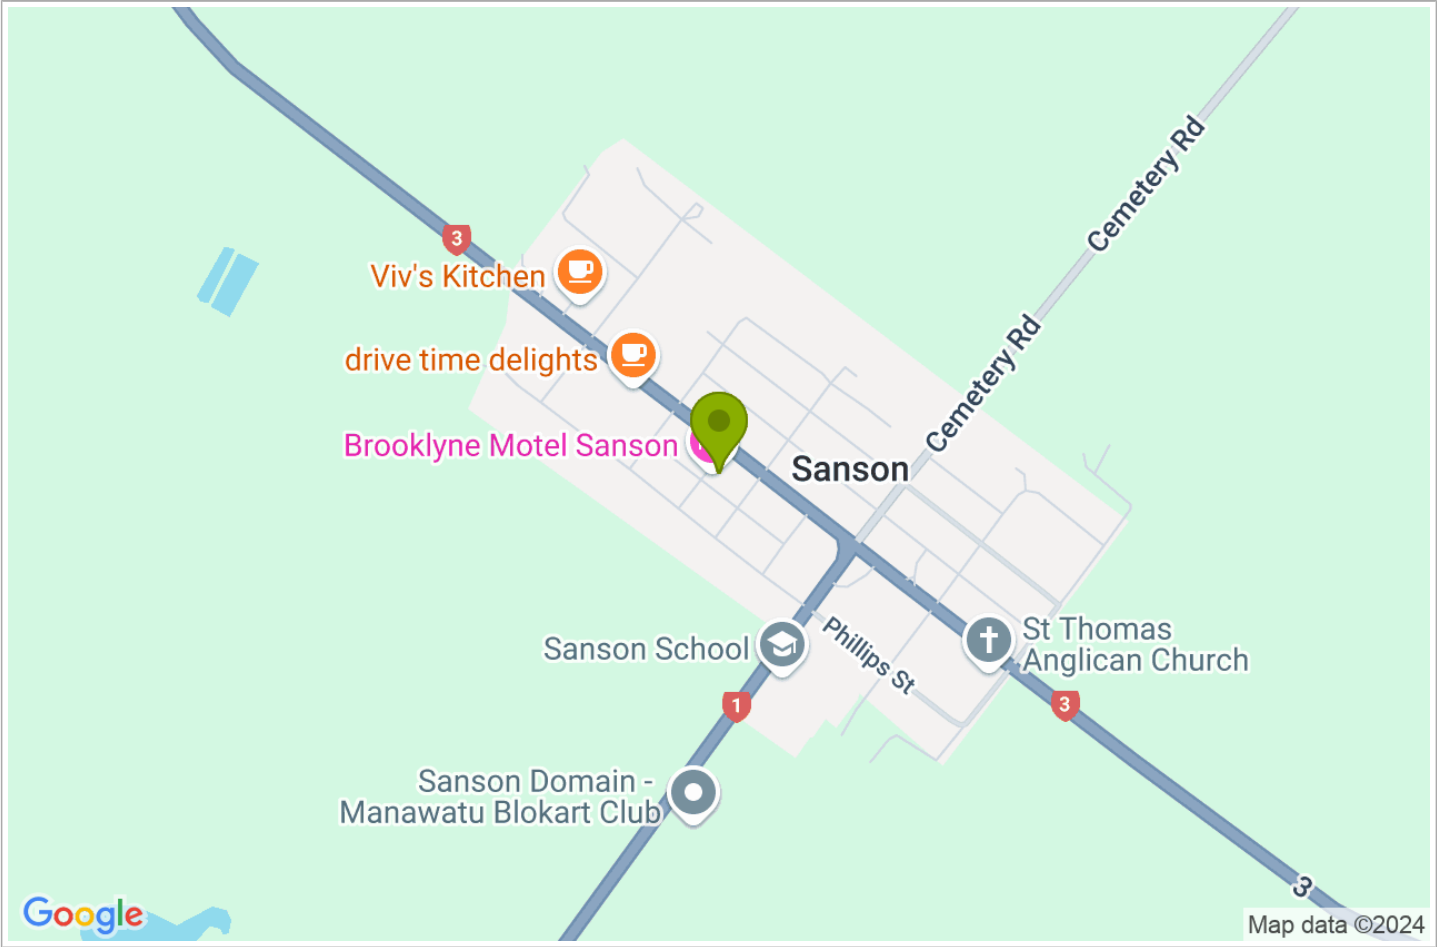 Cemetery Rd
3
Viv's Kitchen
Cemetery Rd
drive time delights
Brooklyne Motel Sanson
Sanson
Sanson School
Phillips St
St Thomas
Anglican Church
1
3
Sanson Domain -
Manawatu Blokart Club
3
Google
Map data ©2024